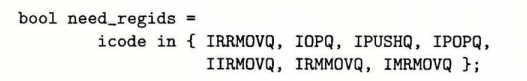 bool need_regids =
        icode in { IRRMOVQ, IOPQ, IPUSHQ, IPOPQ,
                   IIRMOVQ, IRMMOVQ, IMRMOVQ };